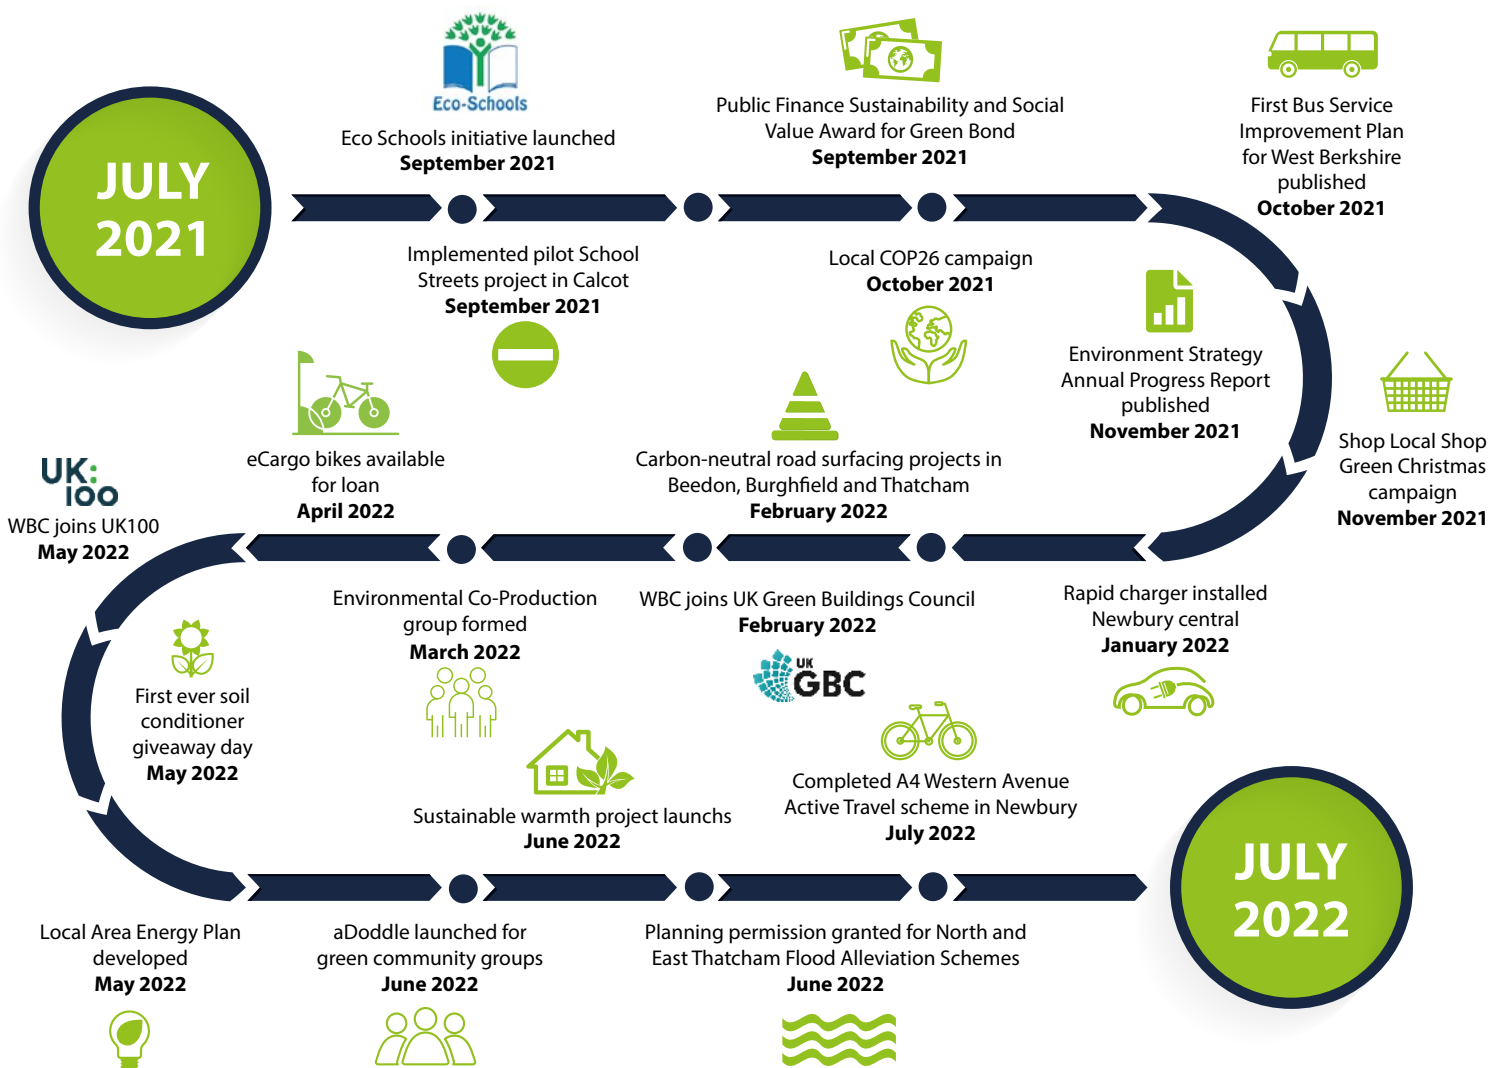 JULY
2021
Eco-Schools
Eco Schools initiative launched
September 2021
Implemented pilot School
Streets project in Calcot
September 2021
Public Finance Sustainability and Social
Value Award for Green Bond
September 2021
Local COP26 campaign
October 2021
First Bus Service
Improvement Plan
for West Berkshire
published
October 2021
Environment Strategy
Annual Progress Report
published
November 2021
Shop Local Shop
Green Christmas
campaign
November 2021
Rapid charger installed
Newbury central
January 2022
Carbon-neutral road surfacing projects in
Beedon, Burghfield and Thatcham
February 2022
WBC joins UK Green Buildings Council
February 2022
UK
GBC
Environmental Co-Production
group formed
March 2022
eCargo bikes available
for loan
April 2022
UK:
100
WBC joins UK100
May 2022
First ever soil
conditioner
giveaway day
May 2022
Local Area Energy Plan
developed
May 2022
aDoddle launched for
green community groups
June 2022
Sustainable warmth project launchs
June 2022
Planning permission granted for North and
East Thatcham Flood Alleviation Schemes
June 2022
Completed A4 Western Avenue
Active Travel scheme in Newbury
July 2022
JULY
2022